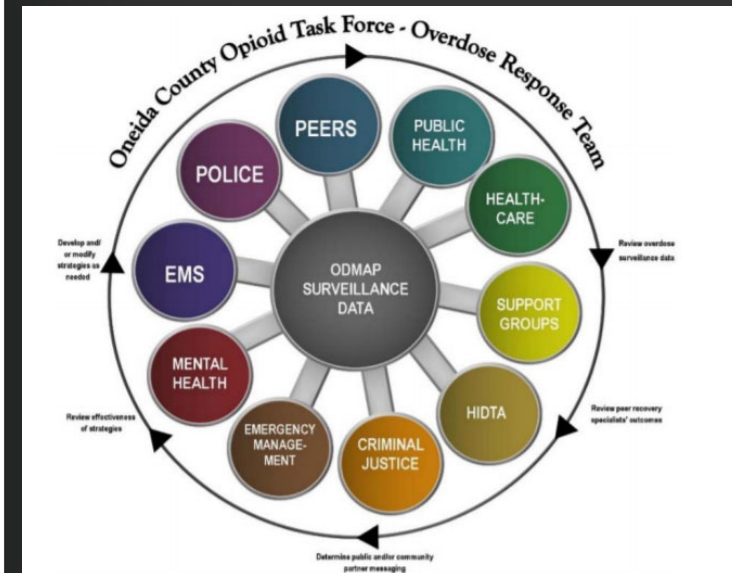 Oneida County Opioid Task Force - Overdose Response Team
PEERS
PUBLIC
HEALTH
HEALTH-
CARE
SUPPORT
GROUPS
HIDTA
CRIMINAL
JUSTICE
EMERGENCY
MANAGE-
MENT
MENTAL
HEALTH
EMS
POLICE
ODMAP
SURVEILLANCE
DATA
Review overdose
surveillance data
Review peer recovery
specialists' outcomes
Determine public and/or community
partner messaging
Review effectiveness
of strategies
Develop and/
or modify
strategies as
needed